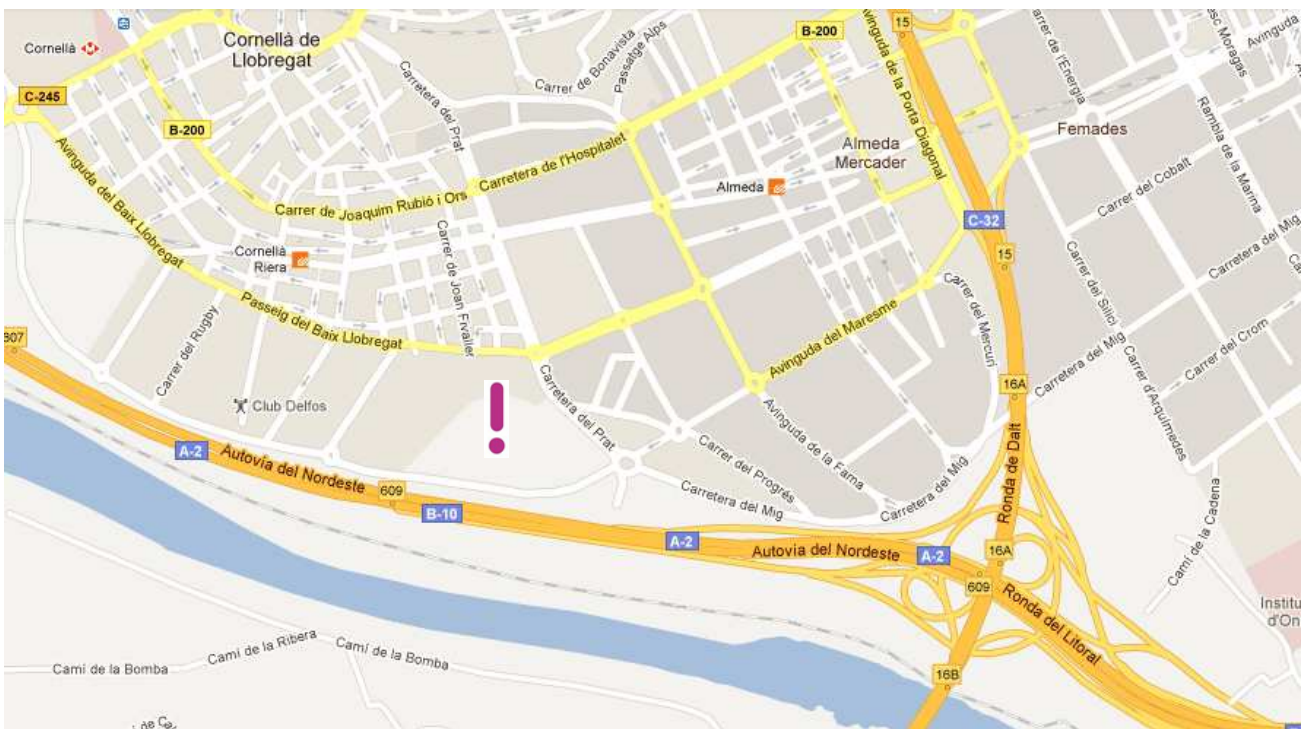 Cornellà
Cornellà de
Llobregat
C-245
B-200
Carretera del Prat
Carrer de Bonavista
Passatge Alps
B-200
15
Avinguda de la Porta Diagonal
Carrer de l'Energia
Avinguda
Rambla de la Marina
Femades
Almeda
Mercader
Almeda
Carrer del Cobalt
Carretera del Mig
Avinguda del Baix Llobregat
Carretera de l'Hospitalet
Carrer de Joaquim Rubió i Ors
Cornellà
Riera
Carrer de Joan Fivaller
C-32
15
Carrer del Mercuri
Carrer del Silici
Carretera del Mig
Carrer del Crom
Carrer d'Arquímedes
Passeig del Baix Llobregat
Carrer del Rugby
Avinguda del Maresme
607
16A
Club Delfos
!
Carretera del Prat
Avinguda de la Fama
Carrer del Progrés
Carretera del Mig
Carretera del Mig
Ronda de Dalt
A-2
Autovía del Nordeste
609
B-10
A-2
Autovía del Nordeste
A-2
16A
609
Ronda del Litoral
Camí de la Cadena
Institu
d'On
16B
Camí de la Bomba
Camí de la Ribera
Camí de la Bomba